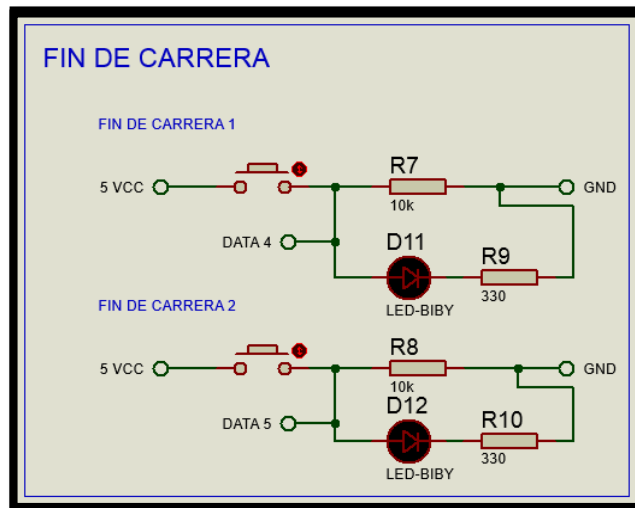 FIN DE CARRERA
FIN DE CARRERA 1
R7
5 VCC
GND
10k
DATA 4
D11
R9
LED-BIBY
330
FIN DE CARRERA 2
R8
5 VCC
GND
10k
DATA 5
D12
R10
LED-BIBY
330